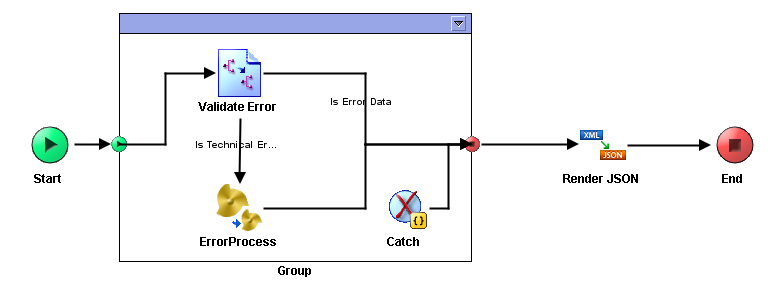 Validate Error
Is Error Data
Is Technical Er...
Start
XML
JSON
Render JSON
End
ErrorProcess
{}
Catch
Group